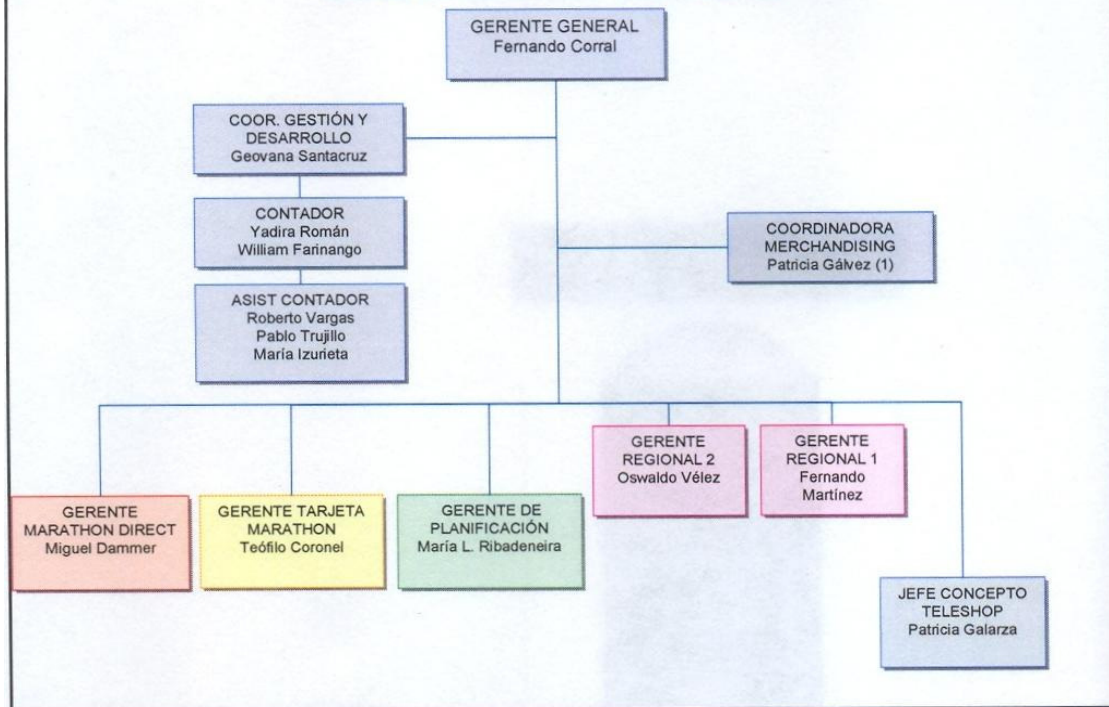 GERENTE GENERAL
Fernando Corral
COOR. GESTIÓN Y
DESARROLLO
Geovana Santacruz
CONTADOR
Yadira Román
William Farinango
COORDINADORA
MERCHANDISING
Patricia Gálvez (1)
ASIST CONTADOR
Roberto Vargas
Pablo Trujillo
María Izurieta
GERENTE
MARATHON DIRECT
Miguel Dammer
GERENTE TARJETA
MARATHON
Teófilo Coronel
GERENTE DE
PLANIFICACIÓN
María L. Ribadeneira
GERENTE
REGIONAL 2
Oswaldo Vélez
GERENTE
REGIONAL 1
Fernando
Martínez
JEFE CONCEPTO
TELESHOP
Patricia Galarza